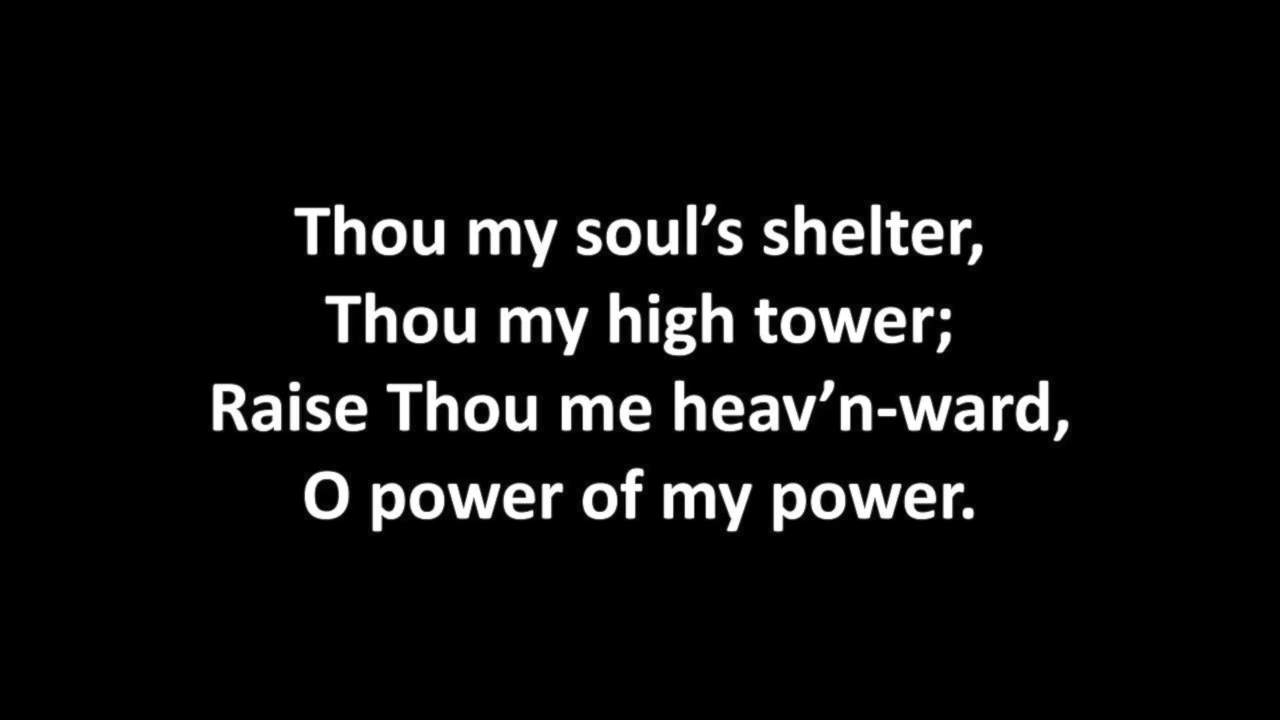 Thou my soul’s shelter,
Thou my high tower;
Raise Thou me heav’n-ward,
O power of my power.